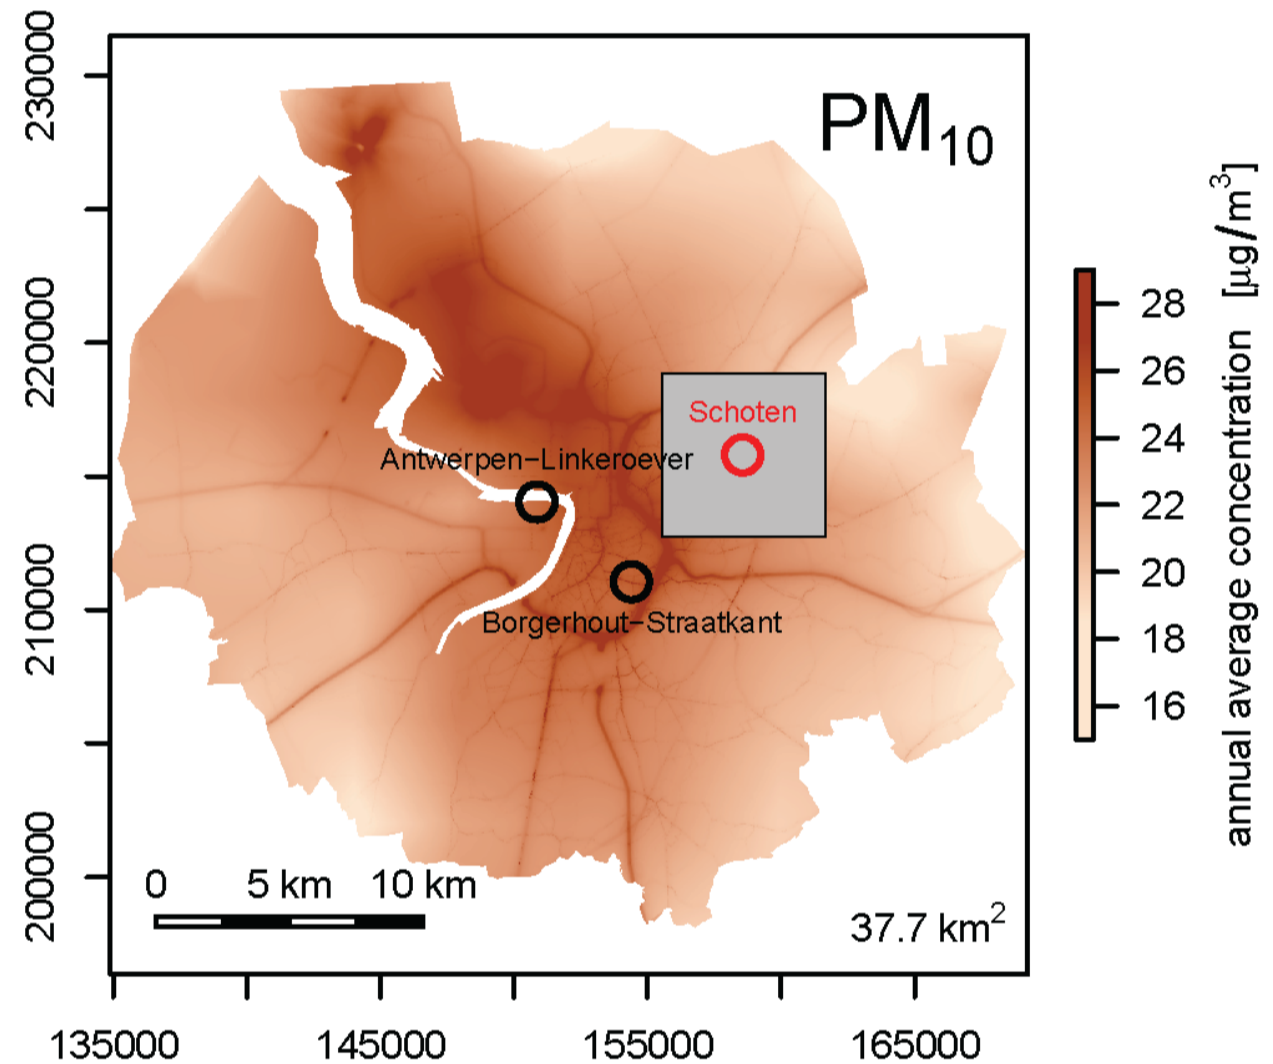 PM10
230000
220000
210000
200000
Schoten
Antwerpen−Linkeroever
Borgerhout−Straatkant
0 5 km 10 km
37.7 km²
135000 145000 155000 165000
28
26
24
22
20
18
16
annual average concentration [µg/m³]